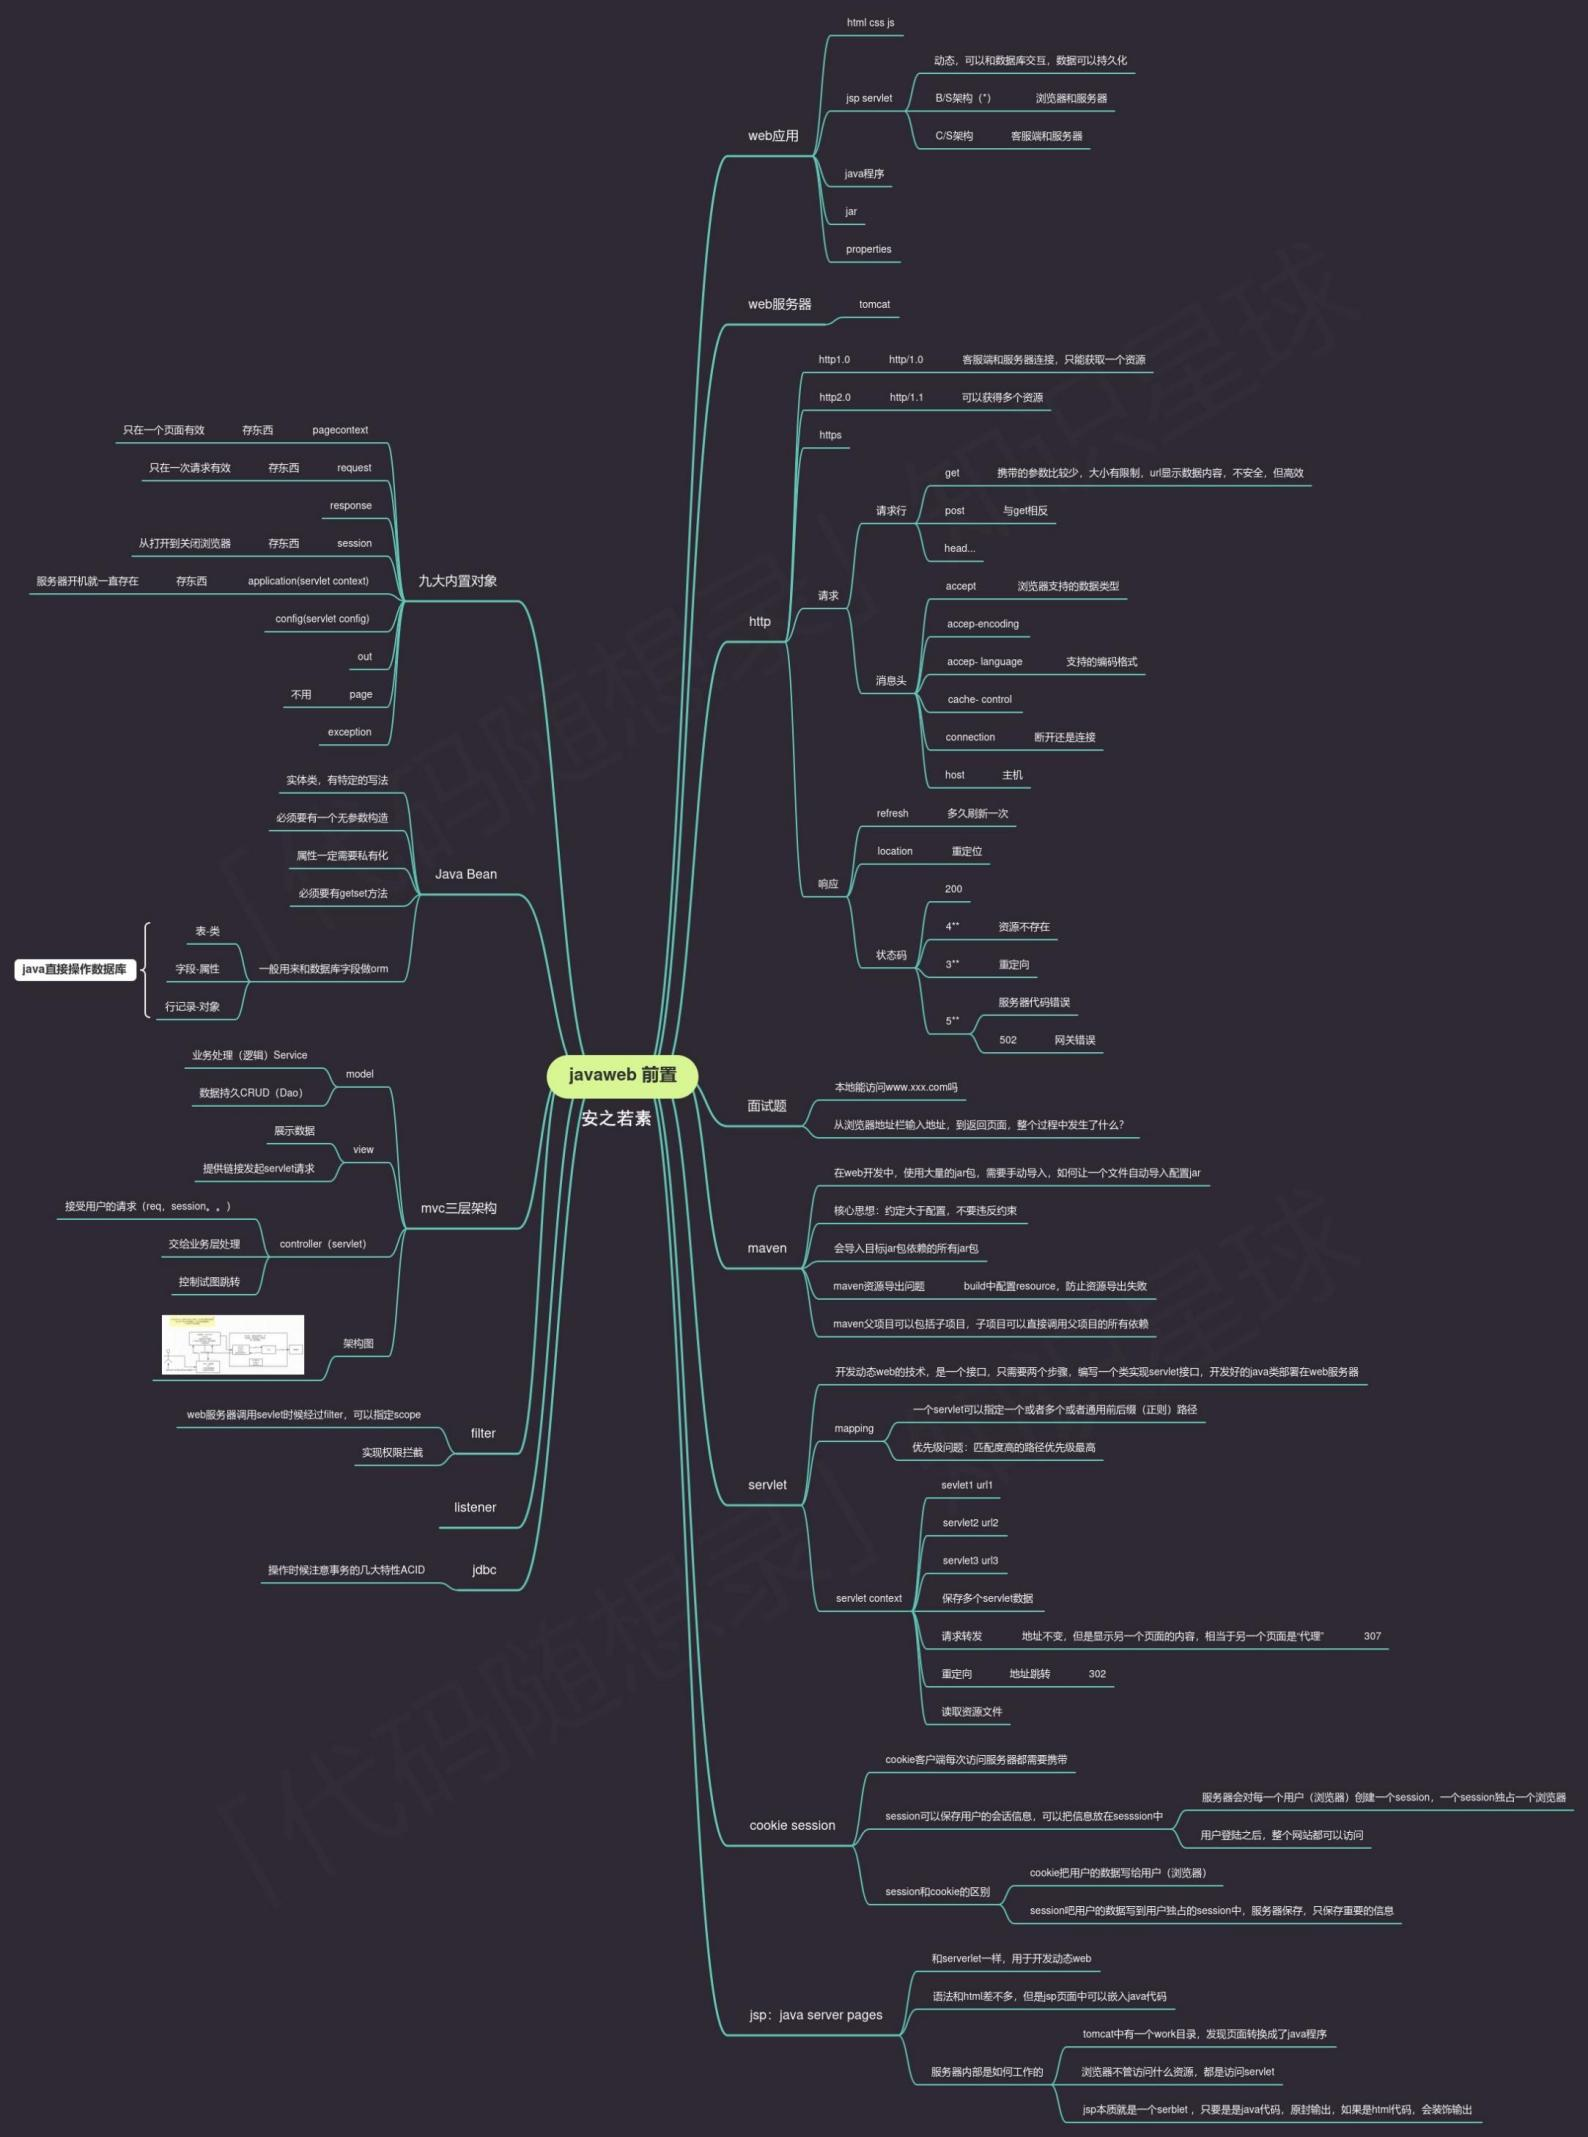 javaweb 前置
安之若素
web应用
html css js
jsp servlet
动态，可以和数据库交互，数据可以持久化
B/S架构（*） 浏览器和服务器
C/S架构 客服端和服务器
java程序
jar
properties
web服务器
tomcat
http
http1.0 http/1.0 客服端和服务器连接，只能获取一个资源
http2.0 http/1.1 可以获得多个资源
https
请求
请求行
get 携带的参数比较少，大小有限制，url显示数据内容，不安全，但高效
post 与get相反
head...
消息头
accept 浏览器支持的数据类型
accep-encoding
accep- language 支持的编码格式
cache- control
connection 断开还是连接
host 主机
响应
refresh 多久刷新一次
location 重定位
状态码
200
4** 资源不存在
3** 重定向
5**
服务器代码错误
502 网关错误
面试题
本地能访问www.xxx.com吗
从浏览器地址栏输入地址，到返回页面，整个过程中发生了什么？
maven
在web开发中，使用大量的jar包，需要手动导入，如何让一个文件自动导入配置jar
核心思想：约定大于配置，不要违反约束
会导入目标jar包依赖的所有jar包
maven资源导出问题 build中配置resource，防止资源导出失败
maven父项目可以包括子项目，子项目可以直接调用父项目的所有依赖
servlet
开发动态web的技术，是一个接口，只需要两个步骤，编写一个类实现servlet接口，开发好的java类部署在web服务器
mapping
一个servlet可以指定一个或者多个或者通用前后缀（正则）路径
优先级问题：匹配度高的路径优先级最高
servlet context
sevlet1 url1
servlet2 url2
servlet3 url3
保存多个servlet数据
请求转发 地址不变，但是显示另一个页面的内容，相当于另一个页面是“代理” 307
重定向 地址跳转 302
读取资源文件
cookie session
cookie客户端每次访问服务器都需要携带
session可以保存用户的会话信息，可以把信息放在sesssion中
服务器会对每一个用户（浏览器）创建一个session，一个session独占一个浏览器
用户登陆之后，整个网站都可以访问
session和cookie的区别
cookie把用户的数据写给用户（浏览器）
session吧用户的数据写到用户独占的session中，服务器保存，只保存重要的信息
jsp：java server pages
和serverlet一样，用于开发动态web
语法和html差不多，但是jsp页面中可以嵌入java代码
服务器内部是如何工作的
tomcat中有一个work目录，发现页面转换成了java程序
浏览器不管访问什么资源，都是访问servlet
jsp本质就是一个serblet ，只要是是java代码，原封输出，如果是html代码，会装饰输出
九大内置对象
只在一个页面有效 存东西 pagecontext
只在一次请求有效 存东西 request
response
从打开到关闭浏览器 存东西 session
服务器开机就一直存在 存东西 application(servlet context)
config(servlet config)
out
不用 page
exception
Java Bean
实体类，有特定的写法
必须要有一个无参数构造
属性一定需要私有化
必须要有getset方法
一般用来和数据库字段做orm
表-类
字段-属性
行记录-对象
java直接操作数据库
mvc三层架构
model
业务处理（逻辑）Service
数据持久CRUD（Dao）
view
展示数据
提供链接发起servlet请求
controller（servlet）
接受用户的请求（req，session。。）
交给业务层处理
控制试图跳转
架构图
filter
web服务器调用sevlet时候经过filter，可以指定scope
实现权限拦截
listener
jdbc
操作时候注意事务的几大特性ACID
「代码随想录」知识星球
「代码随想录」知识星球